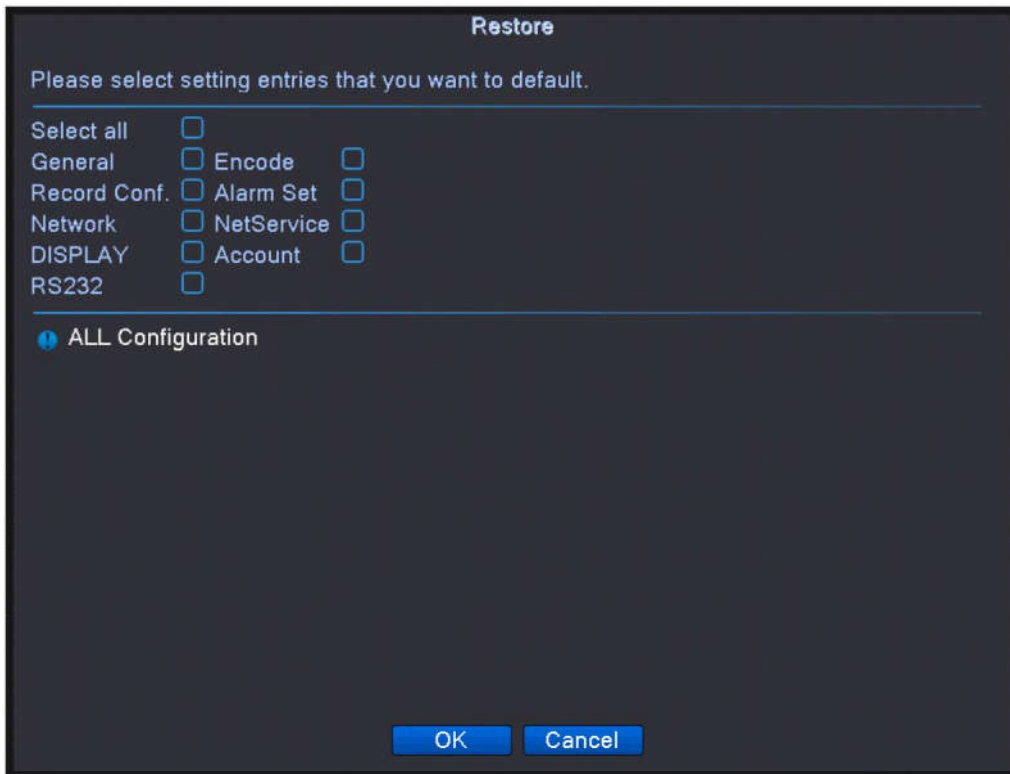 Restore
Please select setting entries that you want to default.
Select all
General Encode
Record Conf. Alarm Set
Network NetService
DISPLAY Account
RS232
ALL Configuration
OK Cancel